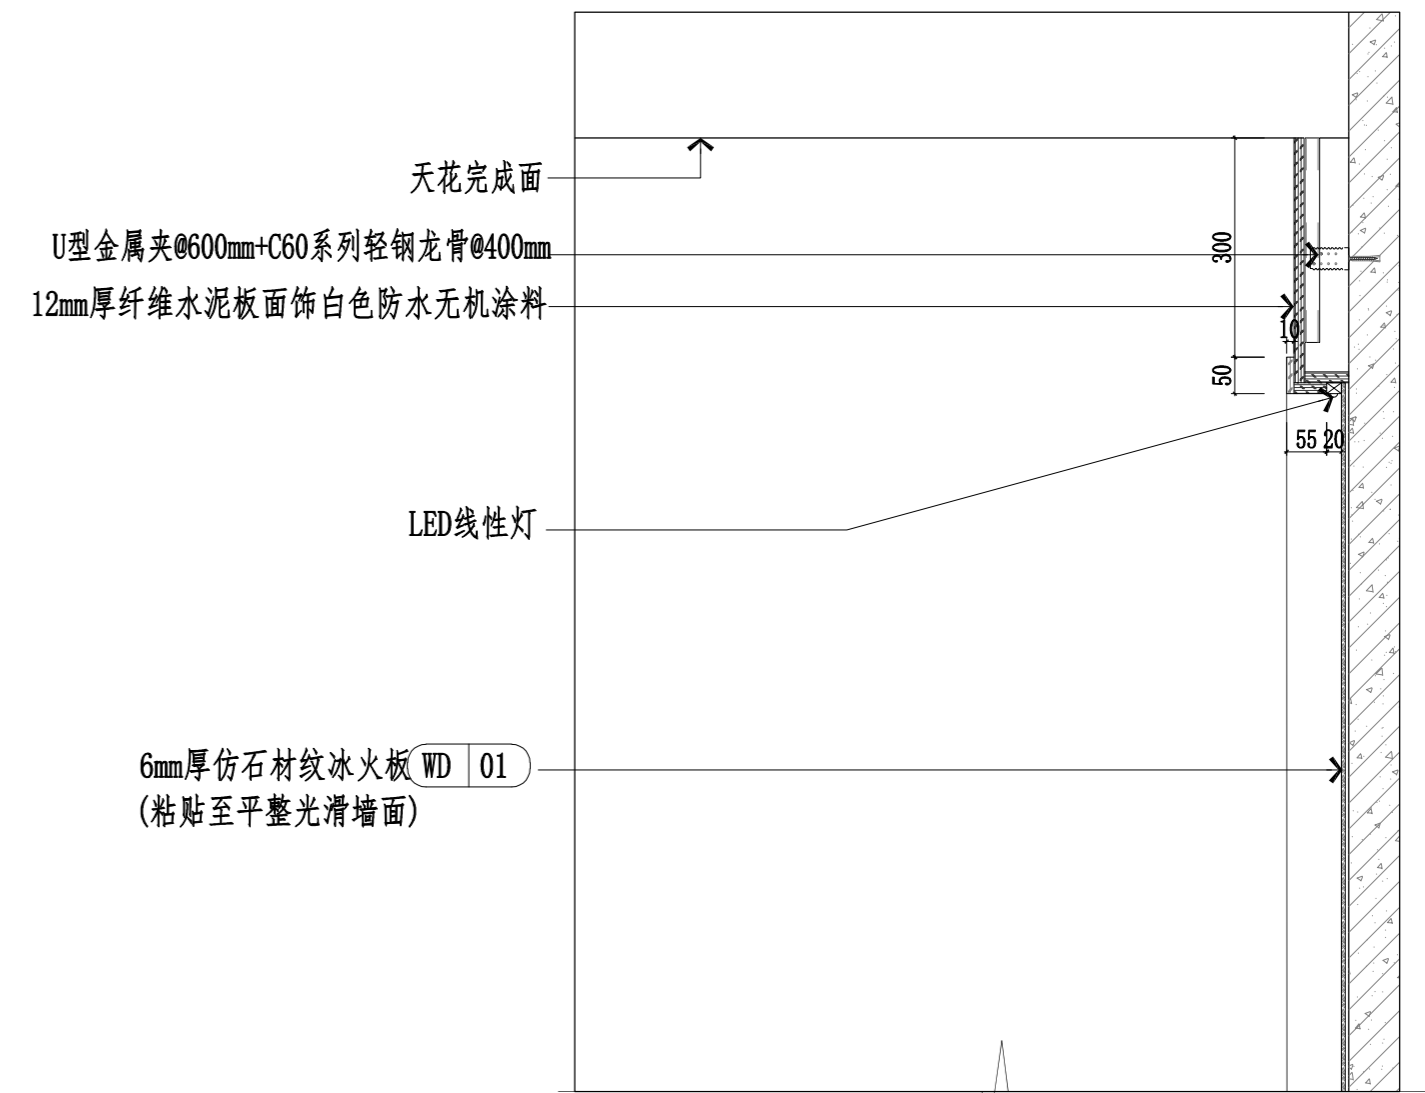 天花完成面
U型金属夹@600mm+C60系列轻钢龙骨@400mm
300
12mm厚纤维水泥板面饰白色防水无机涂料
10
50
55 20
LED线性灯
6mm厚仿石材纹冰火板 WD 01
(粘贴至平整光滑墙面)